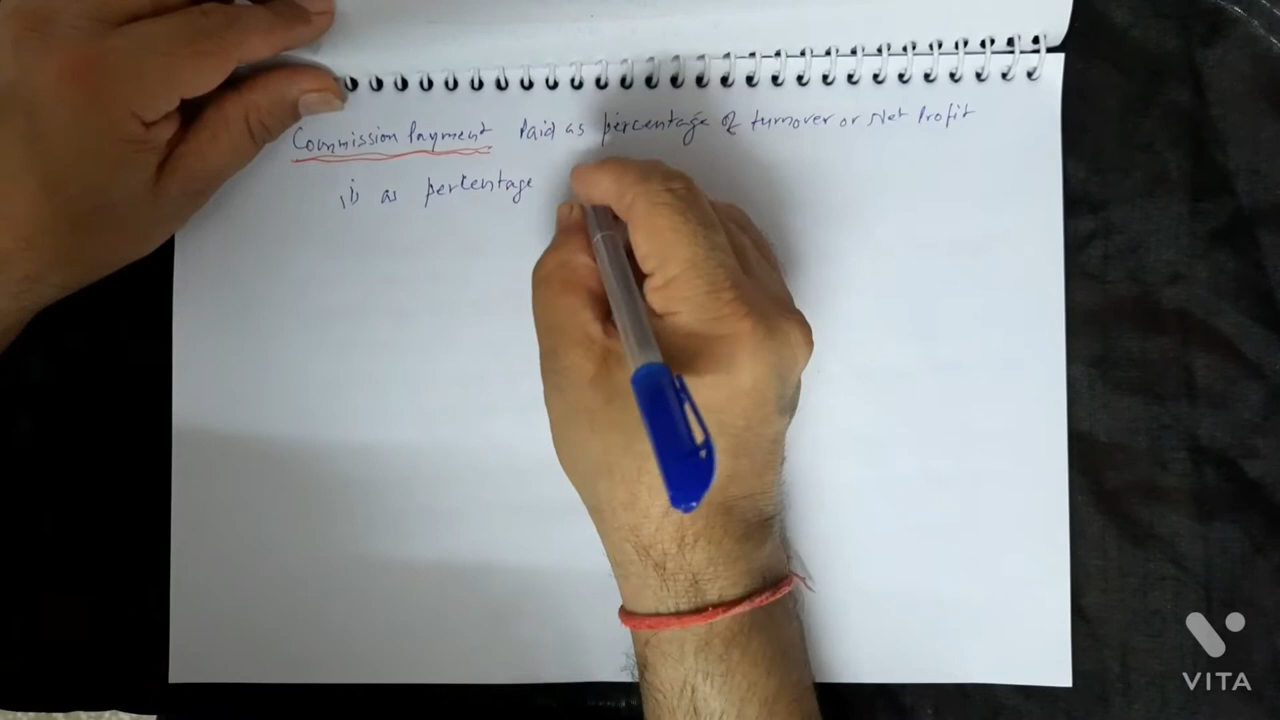 Commission Payment Paid as percentage of turnover or Net Profit
i) as percentage
VITA